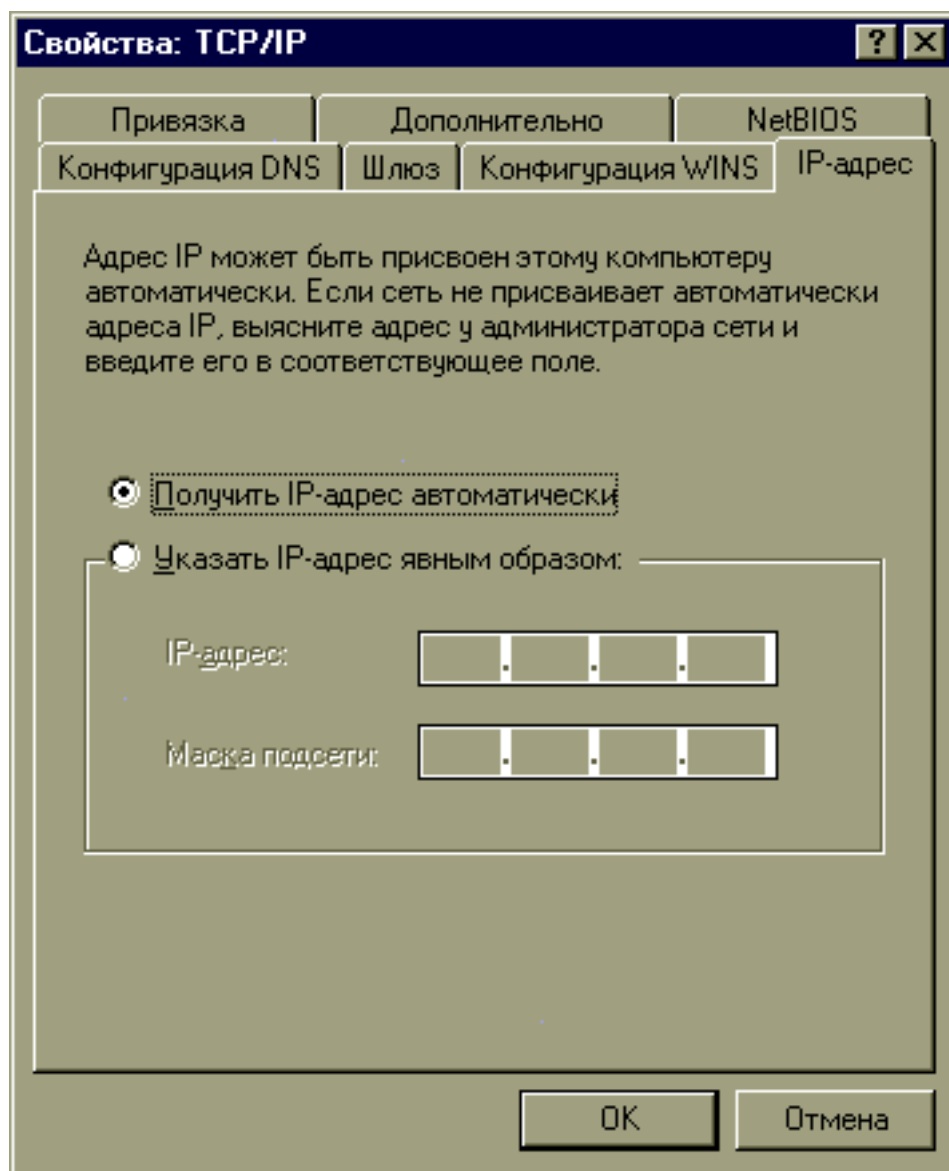 Свойства: TCP/IP
Привязка
Дополнительно
NetBIOS
Конфигурация DNS
Шлюз
Конфигурация WINS
IP-адрес
Адрес IP может быть присвоен этому компьютеру
автоматически. Если сеть не присваивает автоматически
адреса IP, выясните адрес у администратора сети и
введите его в соответствующее поле.
Получить IP-адрес автоматически
Указать IP-адрес явным образом:
IP-адрес:
Маска подсети:
OK
Отмена